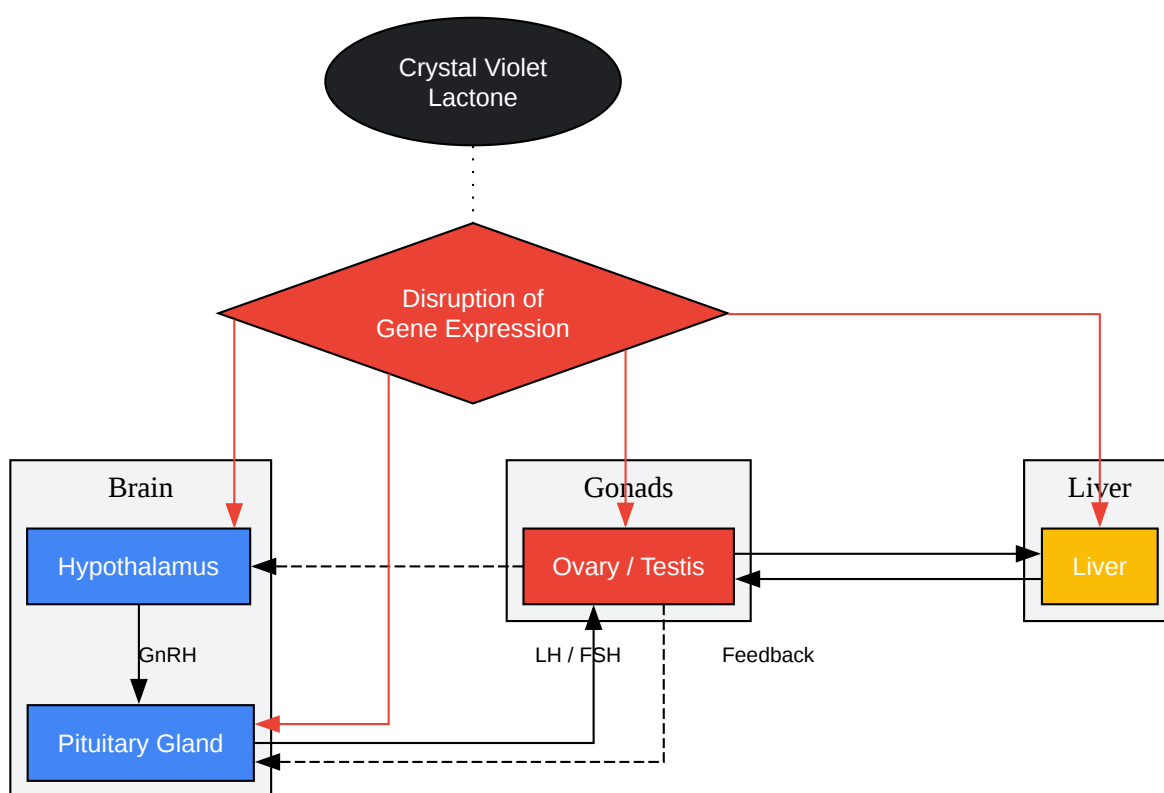 Crystal Violet
Lactone
Disruption of
Gene Expression
Brain
Gonads
Liver
Hypothalamus
Ovary / Testis
Liver
GnRH
LH / FSH
Feedback
Pituitary Gland